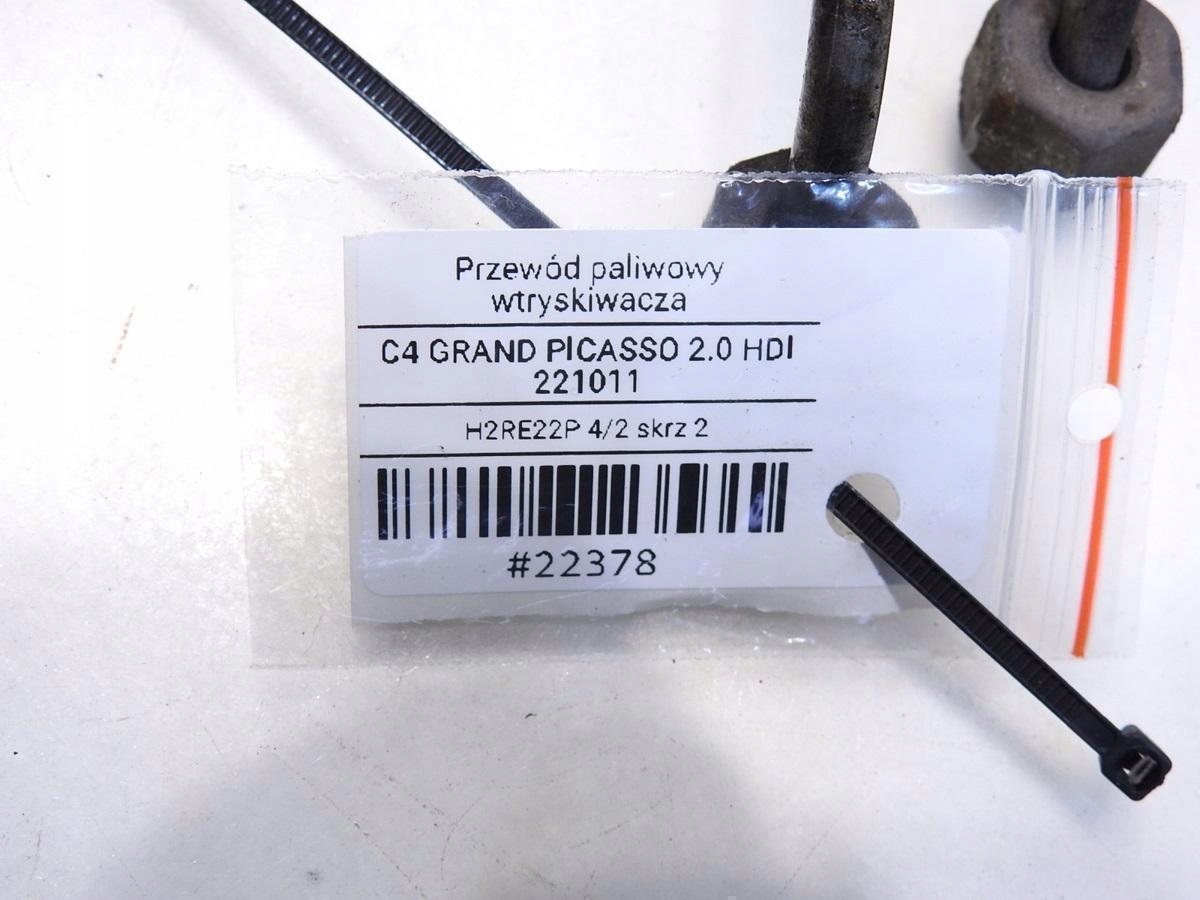 Przewód paliwowy
wtryskiwacza
C4 GRAND PICASSO 2.0 HDI
221011
H2RE22P 4/2 skrz 2
#22378